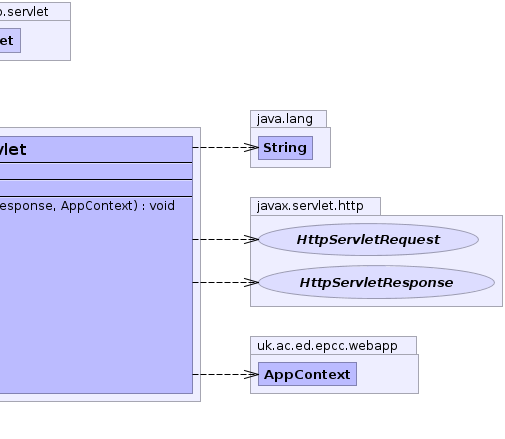 o.servlet
et
vlet
esponse, AppContext) : void
java.lang
String
javax.servlet.http
HttpServletRequest
HttpServletResponse
uk.ac.ed.epcc.webapp
AppContext